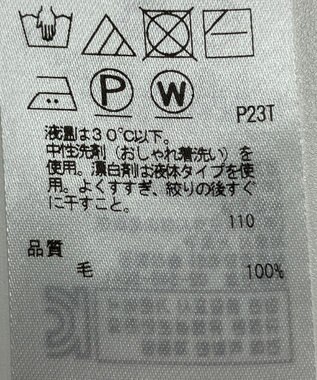 P W
P23T
液温は30℃以下。
中性洗剤（おしゃれ着洗い）を
使用。漂白剤は液体タイプを使
用。よくすすぎ、絞りの後すぐ
に干すこと。
110
品質
毛 100%